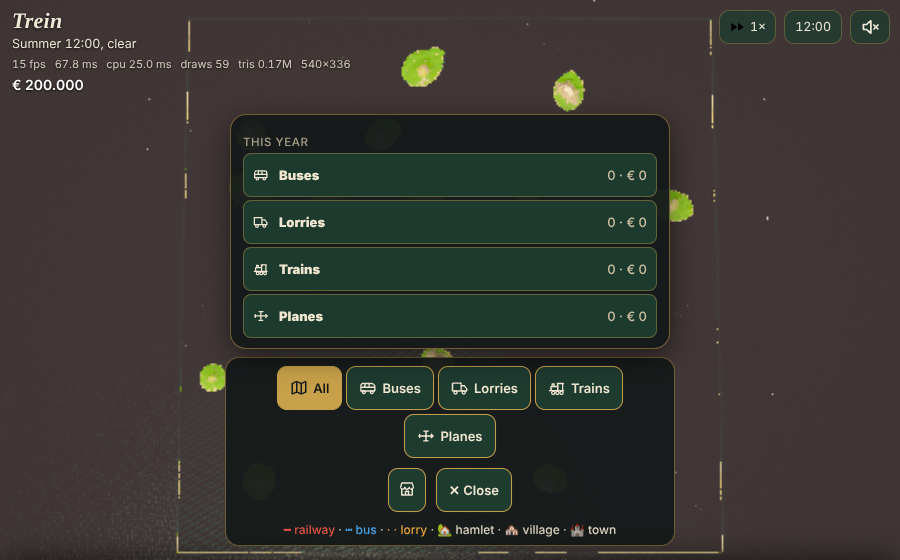 Trein
Summer 12:00, clear
15 fps 67.8 ms cpu 25.0 ms draws 59 tris 0.17M 540×336
€ 200.000
1×
12:00
THIS YEAR
Buses 0 · € 0
Lorries 0 · € 0
Trains 0 · € 0
Planes 0 · € 0
All Buses Lorries Trains
Planes
× Close
railway · bus · lorry · hamlet · village · town